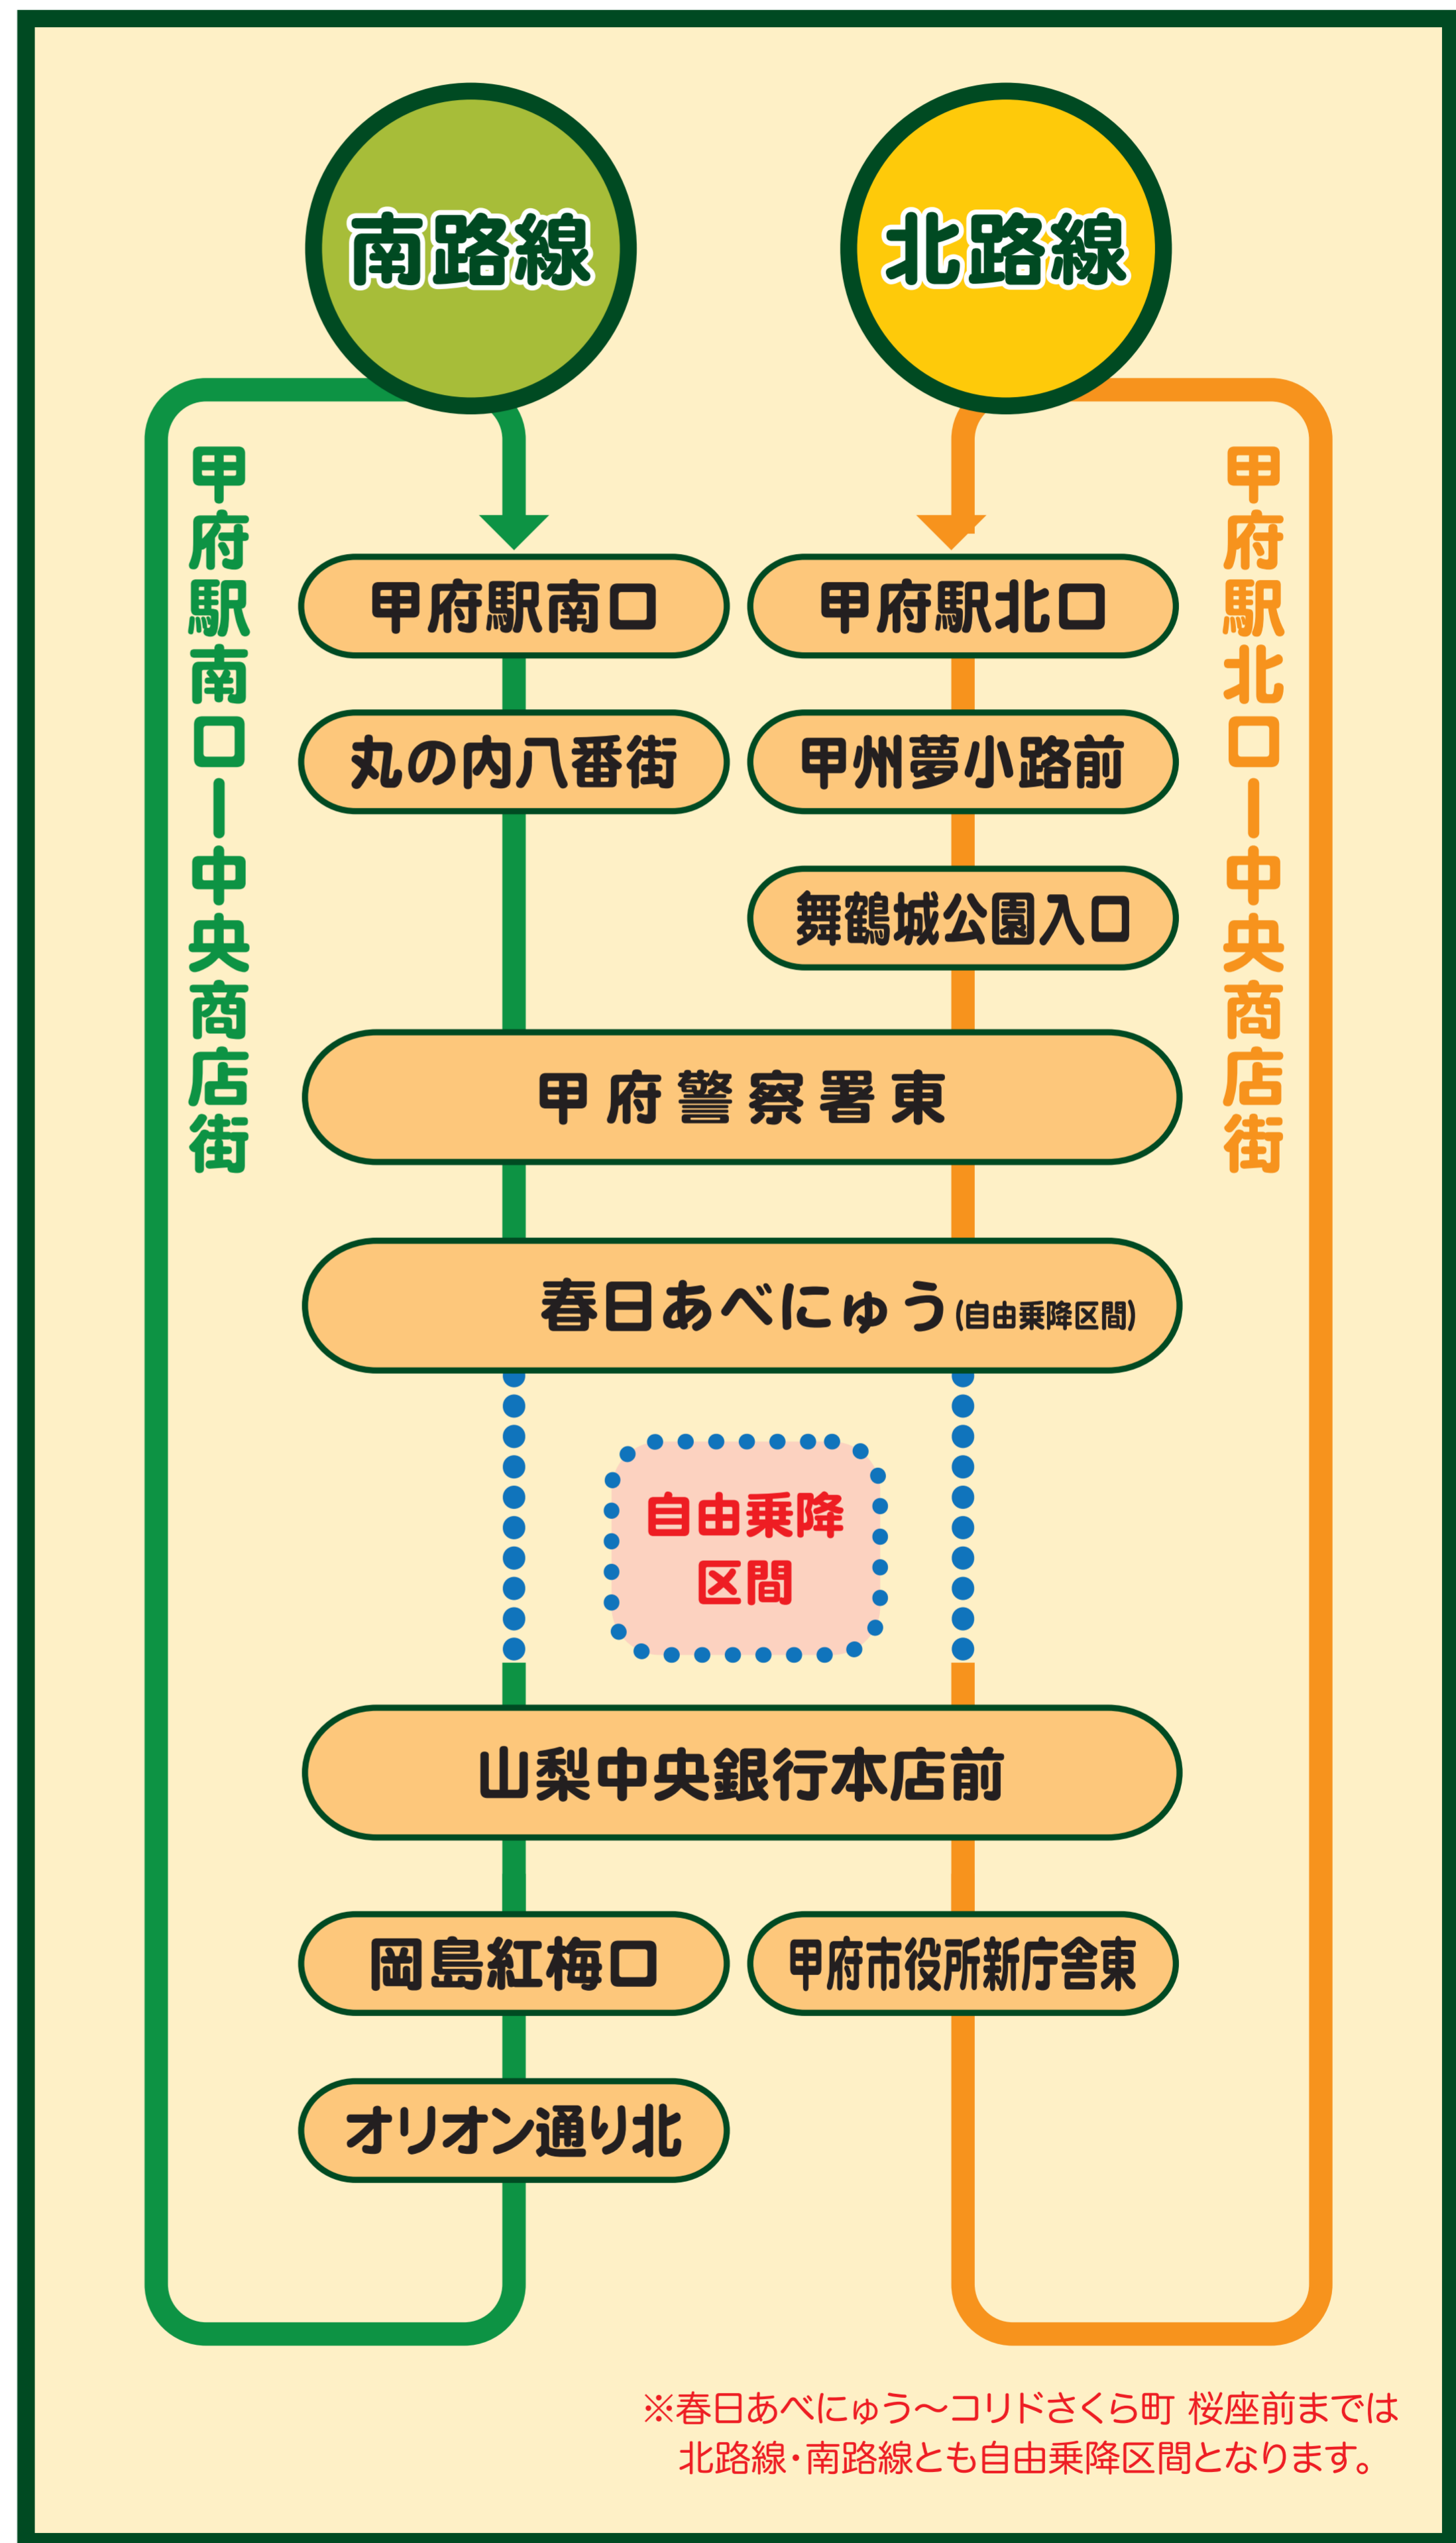 南路線
北路線
甲府駅南口ー中央商店街
甲府駅北口ー中央商店街
甲府駅南口
甲府駅北口
丸の内八番街
甲州夢小路前
舞鶴城公園入口
甲府警察署東
春日あべにゅう(自由乗降区間)
自由乗降
区間
山梨中央銀行本店前
岡島紅梅口
甲府市役所新庁舎東
オリオン通り北
※春日あべにゅう〜コリドさくら町 桜座前までは
北路線・南路線とも自由乗降区間となります。